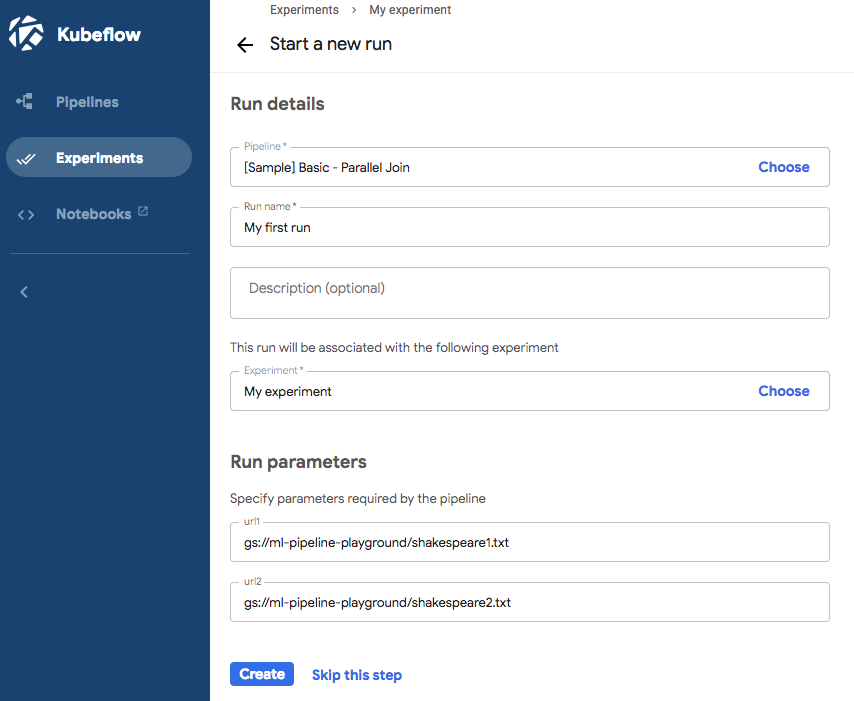 Kubeflow
Pipelines
Experiments
Notebooks
Experiments > My experiment
Start a new run
Run details
Pipeline*
[Sample] Basic - Parallel Join
Choose
Run name*
My first run
Description (optional)
This run will be associated with the following experiment
Experiment*
My experiment
Choose
Run parameters
Specify parameters required by the pipeline
url1
gs://ml-pipeline-playground/shakespeare1.txt
url2
gs://ml-pipeline-playground/shakespeare2.txt
Create Skip this step